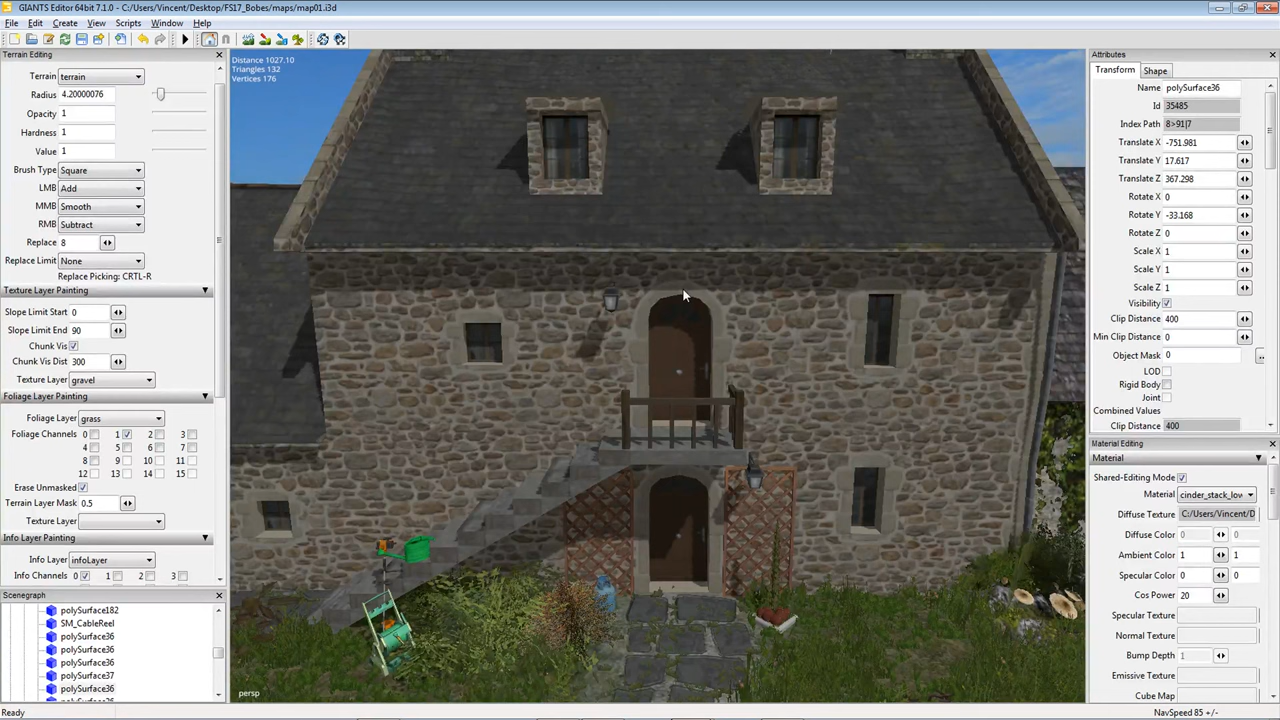 GIANTS Editor 64bit 7.1.0 - C:/Users/Vincent/Desktop/FS17_Bobes/maps/map01.i3d
File Edit Create View Scripts Window Help
Terrain Editing
Terrain terrain
Radius 4.20000076
Opacity 1
Hardness 1
Value 1
Brush Type Square
LMB Add
MMB Smooth
RMB Subtract
Replace 8
Replace Limit None
Replace Picking: CRTL-R
Texture Layer Painting
Slope Limit Start 0
Slope Limit End 90
Chunk Vis
Chunk Vis Dist 300
Texture Layer gravel
Foliage Layer Painting
Foliage Layer grass
Foliage Channels 0 1 2 3
4 5 6 7
8 9 10 11
12 13 14 15
Erase Unmasked
Terrain Layer Mask 0.5
Texture Layer
Info Layer Painting
Info Layer infoLayer
Info Channels 0 1 2 3
Scenegraph
polySurface182
SM_CableReel
polySurface36
polySurface36
polySurface36
polySurface37
polySurface36
Ready
Distance 1027.10
Triangles 132
Vertices 176
persp
Attributes
Transform Shape
Name polySurface36
Id 35485
Index Path 8>91|7
Translate X -751.981
Translate Y 17.617
Translate Z 367.298
Rotate X 0
Rotate Y -33.168
Rotate Z 0
Scale X 1
Scale Y 1
Scale Z 1
Visibility
Clip Distance 400
Min Clip Distance 0
Object Mask 0 ..
LOD
Rigid Body
Joint
Combined Values
Clip Distance 400
Material Editing
Material
Shared-Editing Mode
Material cinder_stack_low
Diffuse Texture C:/Users/Vincent/D
Diffuse Color 0 0
Ambient Color 1 1
Specular Color 0 0
Cos Power 20
Specular Texture
Normal Texture
Bump Depth 1
Emissive Texture
Cube Map
NavSpeed 85 +/-